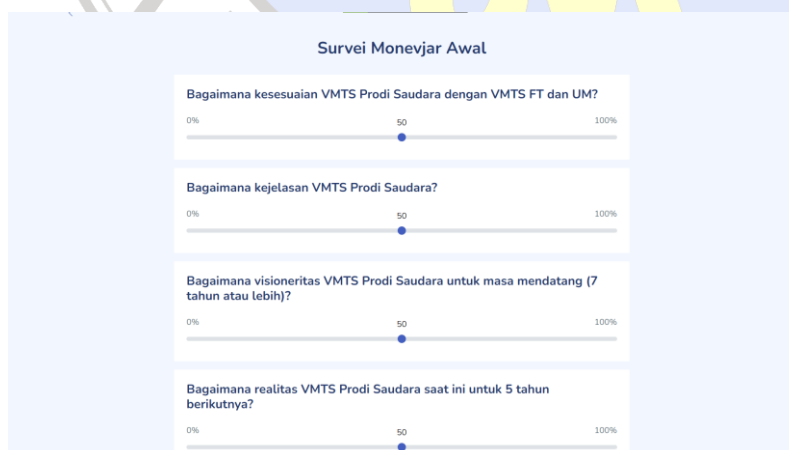 Survei Monevjar Awal
Bagaimana kesesuaian VMTS Prodi Saudara dengan VMTS FT dan UM?
0% 50 100%
Bagaimana kejelasan VMTS Prodi Saudara?
0% 50 100%
Bagaimana visioneritas VMTS Prodi Saudara untuk masa mendatang (7
tahun atau lebih)?
0% 50 100%
Bagaimana realitas VMTS Prodi Saudara saat ini untuk 5 tahun
berikutnya?
0% 50 100%